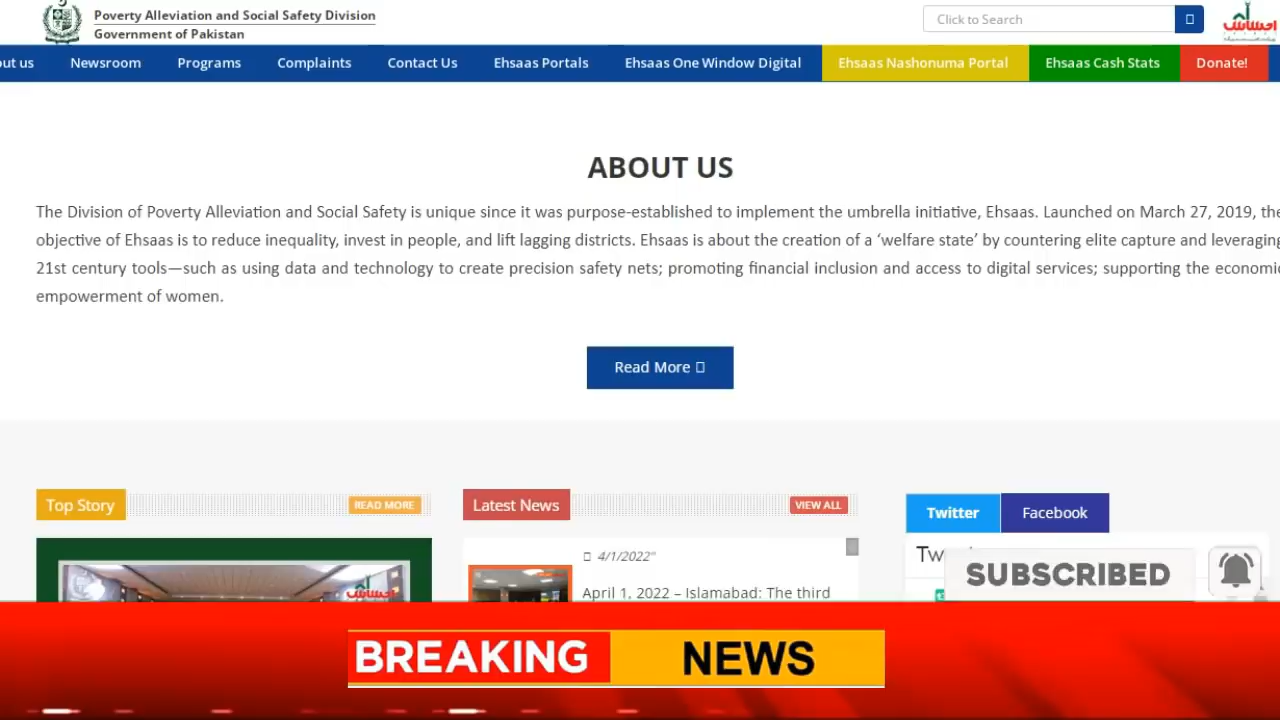 Poverty Alleviation and Social Safety Division
Government of Pakistan
Click to Search
احساس
out us Newsroom Programs Complaints Contact Us Ehsaas Portals Ehsaas One Window Digital Ehsaas Nashonuma Portal Ehsaas Cash Stats Donate!
ABOUT US
The Division of Poverty Alleviation and Social Safety is unique since it was purpose-established to implement the umbrella initiative, Ehsaas. Launched on March 27, 2019, the
objective of Ehsaas is to reduce inequality, invest in people, and lift lagging districts. Ehsaas is about the creation of a ‘welfare state’ by countering elite capture and leveraging
21st century tools—such as using data and technology to create precision safety nets; promoting financial inclusion and access to digital services; supporting the economic
empowerment of women.
Read More
Top Story READ MORE
Latest News VIEW ALL
Twitter Facebook
4/1/2022"
احساس
April 1, 2022 – Islamabad: The third
SUBSCRIBED
BREAKING NEWS